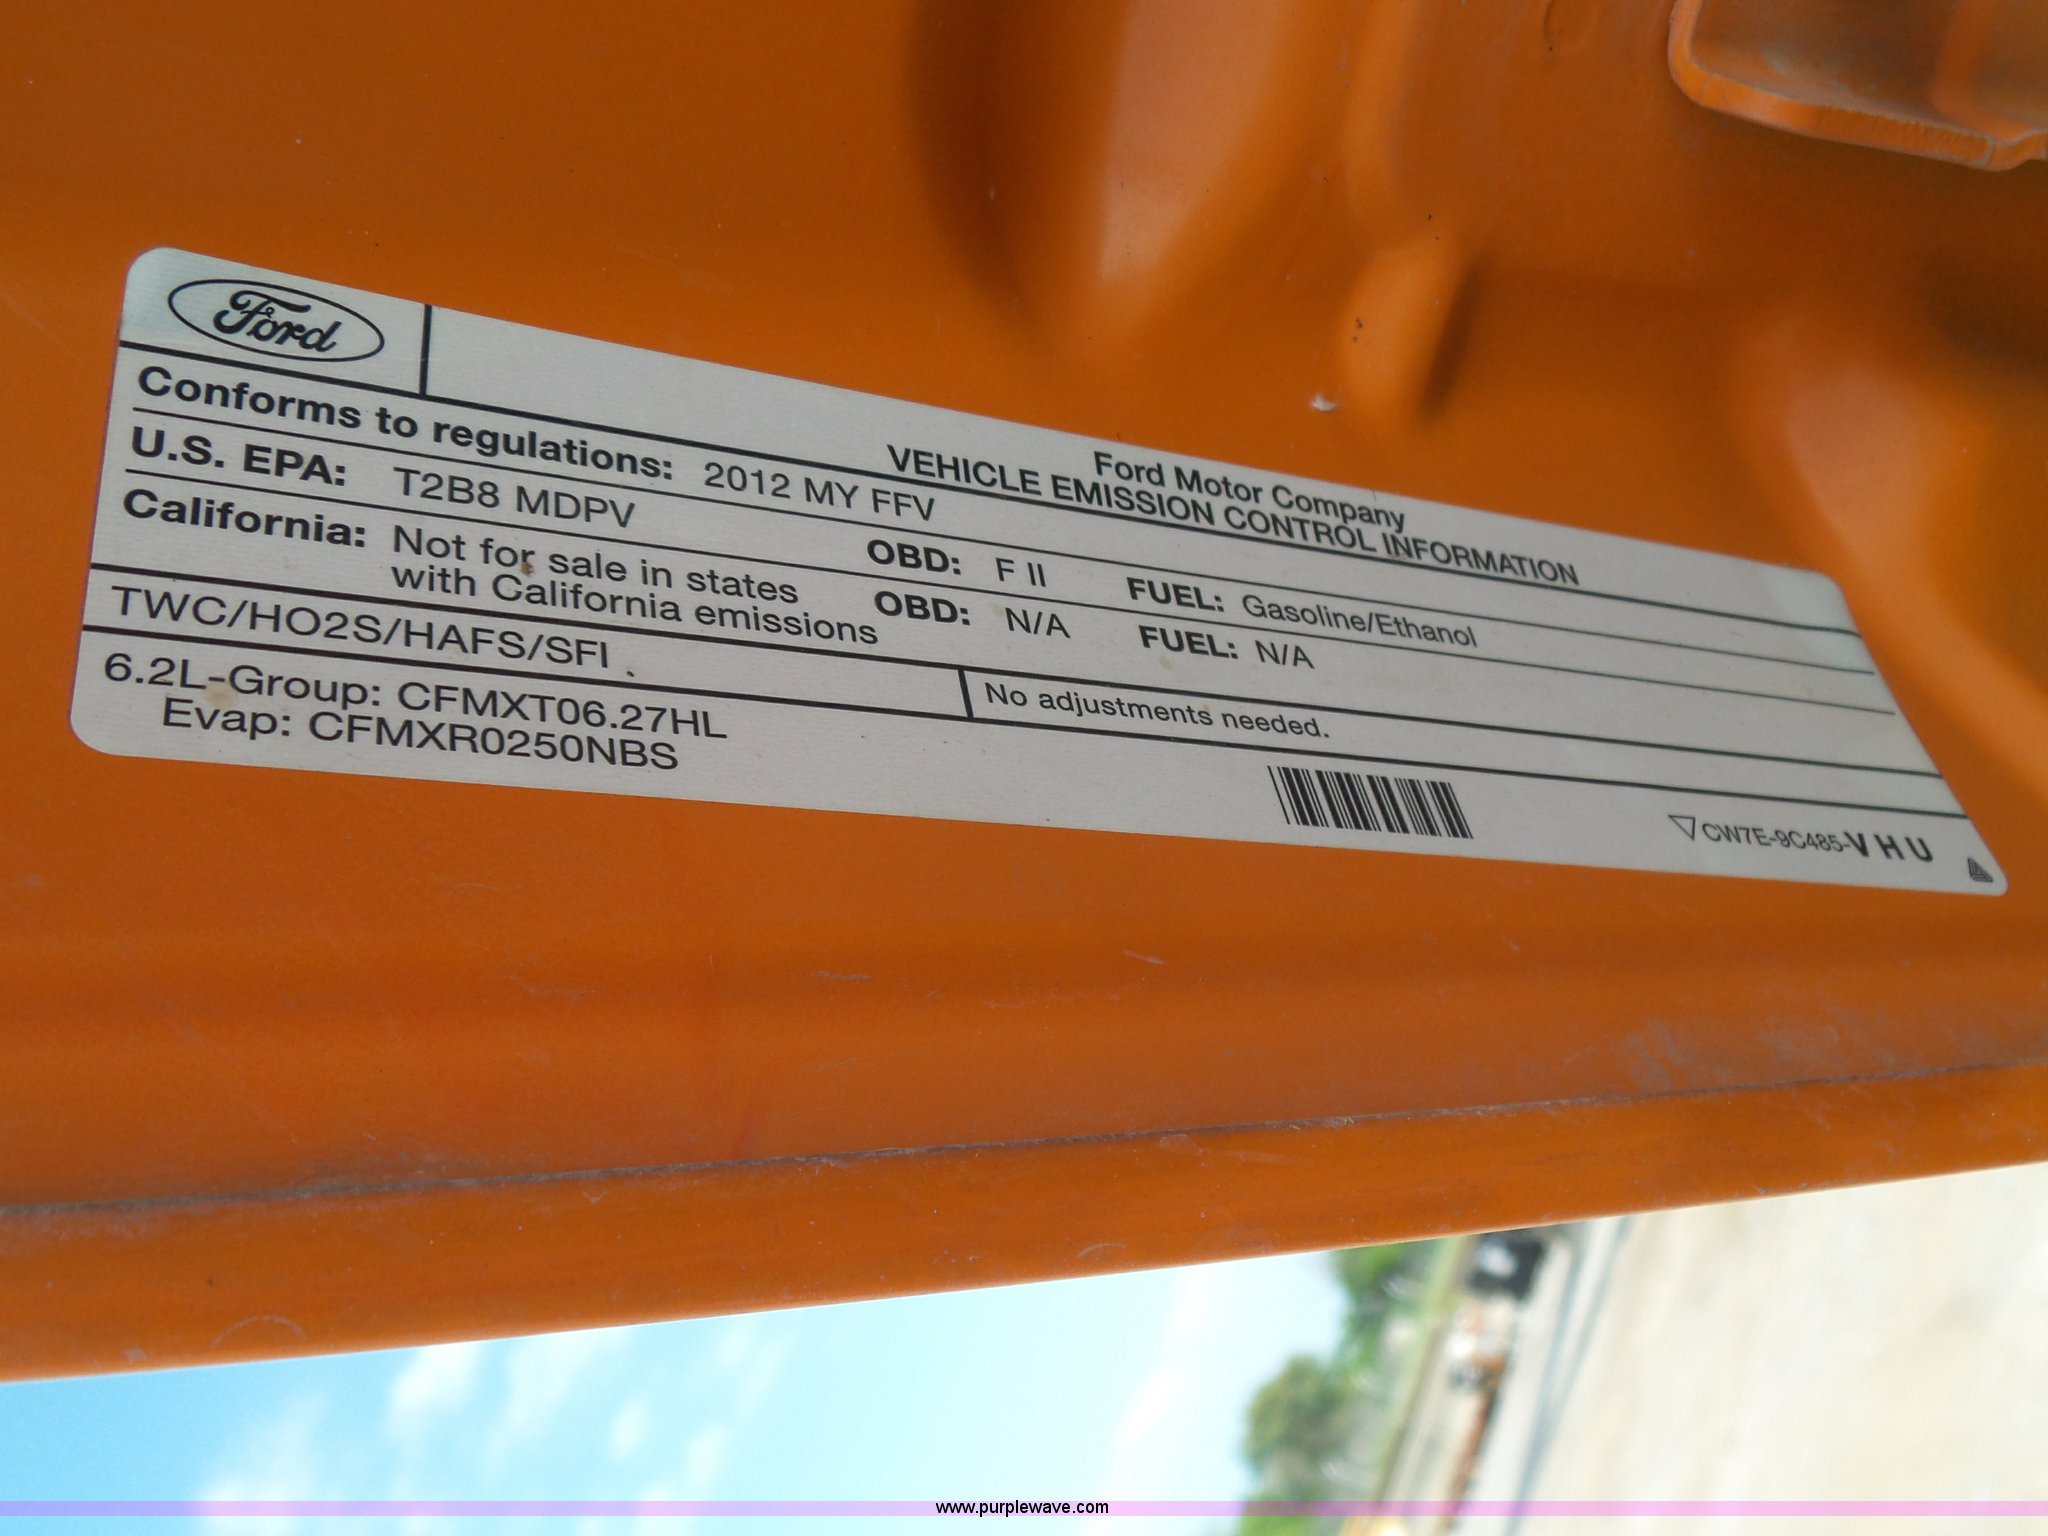 Ford
Ford Motor Company
VEHICLE EMISSION CONTROL INFORMATION
Conforms to regulations: 2012 MY FFV
U.S. EPA: T2B8 MDPV OBD: F II FUEL: Gasoline/Ethanol
California: Not for sale in states with California emissions OBD: N/A FUEL: N/A
TWC/HO2S/HAFS/SFI
No adjustments needed.
6.2L-Group: CFMXT06.27HL
Evap: CFMXR0250NBS
CW7E-9C485-V H U
www.purplewave.com